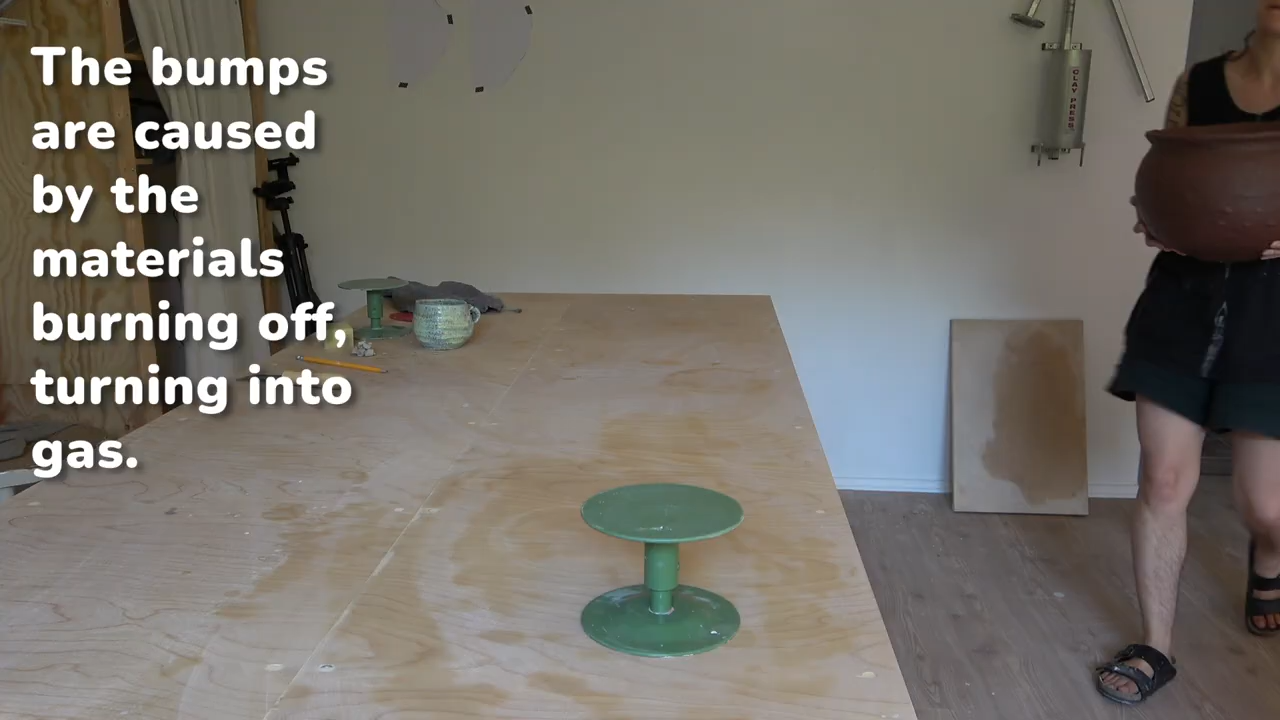 The bumps
are caused
by the
materials
burning off,
turning into
gas.
CLAY PRESS